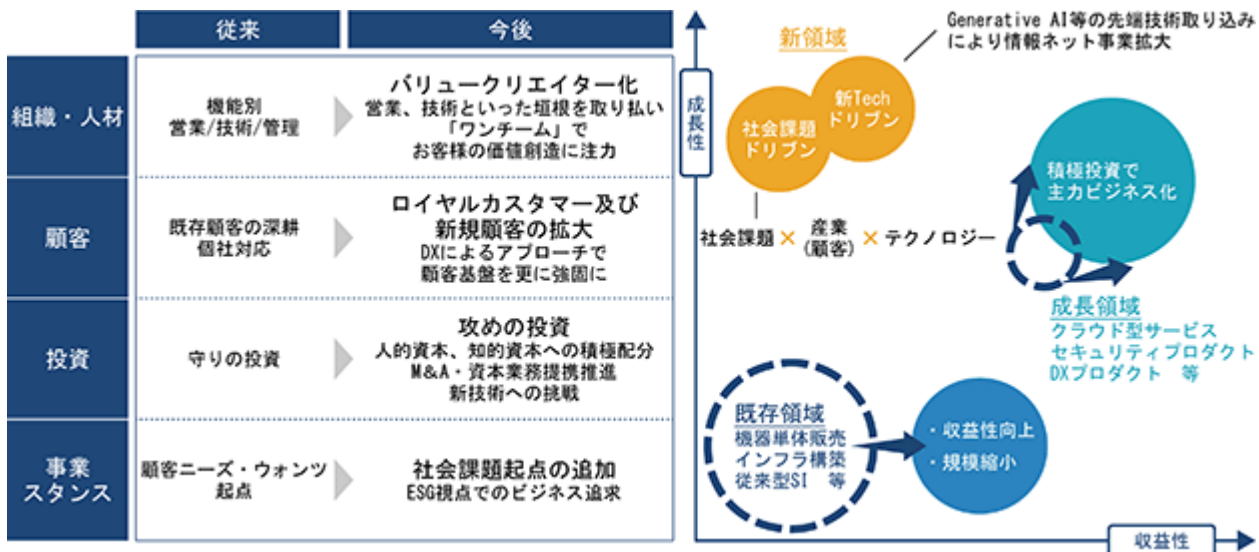 従来
今後
組織・人材
機能別
営業/技術/管理
バリュークリエイター化
営業、技術といった垣根を取り払い
「ワンチーム」で
お客様の価値創造に注力
顧客
既存顧客の深耕
個社対応
ロイヤルカスタマー及び
新規顧客の拡大
DXによるアプローチで
顧客基盤を更に強固に
投資
守りの投資
攻めの投資
人的資本、知的資本への積極配分
M&A・資本業務提携推進
新技術への挑戦
事業
スタンス
顧客ニーズ・ウォンツ
起点
社会課題起点の追加
ESG視点でのビジネス追求
成長性
新領域
Generative AI等の先端技術取り込み
により情報ネット事業拡大
新Tech
ドリブン
社会課題
ドリブン
社会課題 × 産業(顧客) × テクノロジー
積極投資で
主力ビジネス化
成長領域
クラウド型サービス
セキュリティプロダクト
DXプロダクト 等
既存領域
機器単体販売
インフラ構築
従来型SI 等
・収益性向上
・規模縮小
収益性